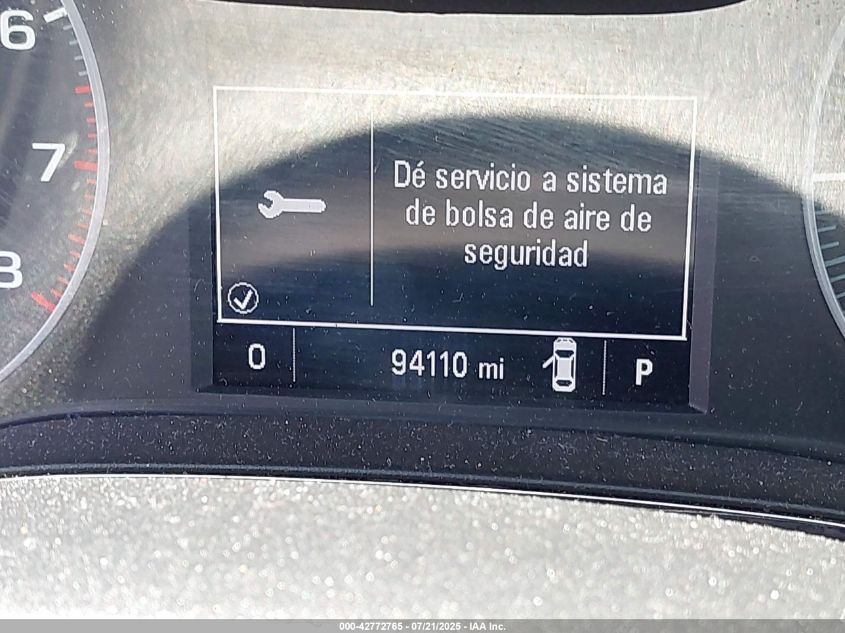 6
7
8
Dé servicio a sistema
de bolsa de aire de
seguridad
0
94110 mi
P
000-42772765 - 07/21/2025 - IAA Inc.